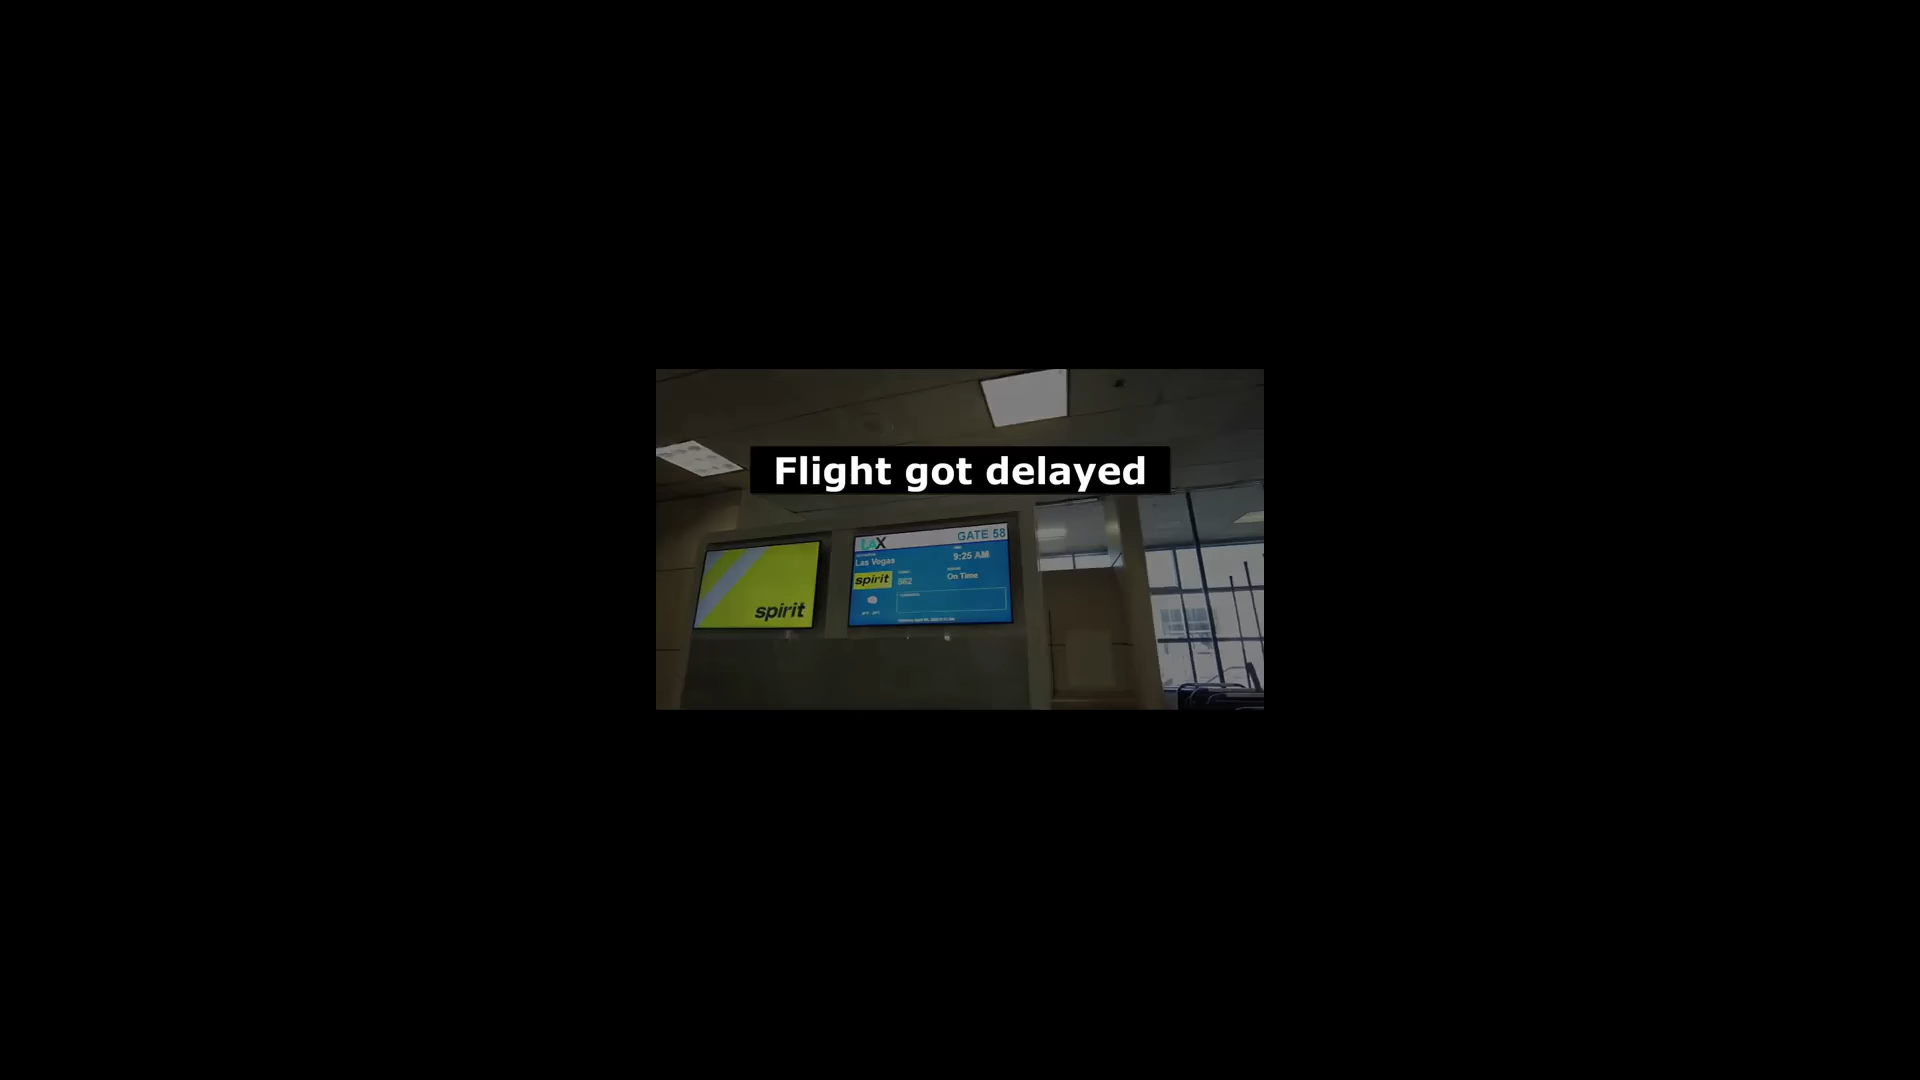 Flight got delayed
LAX
GATE 58
Las Vegas
9:25 AM
spirit
On Time
spirit